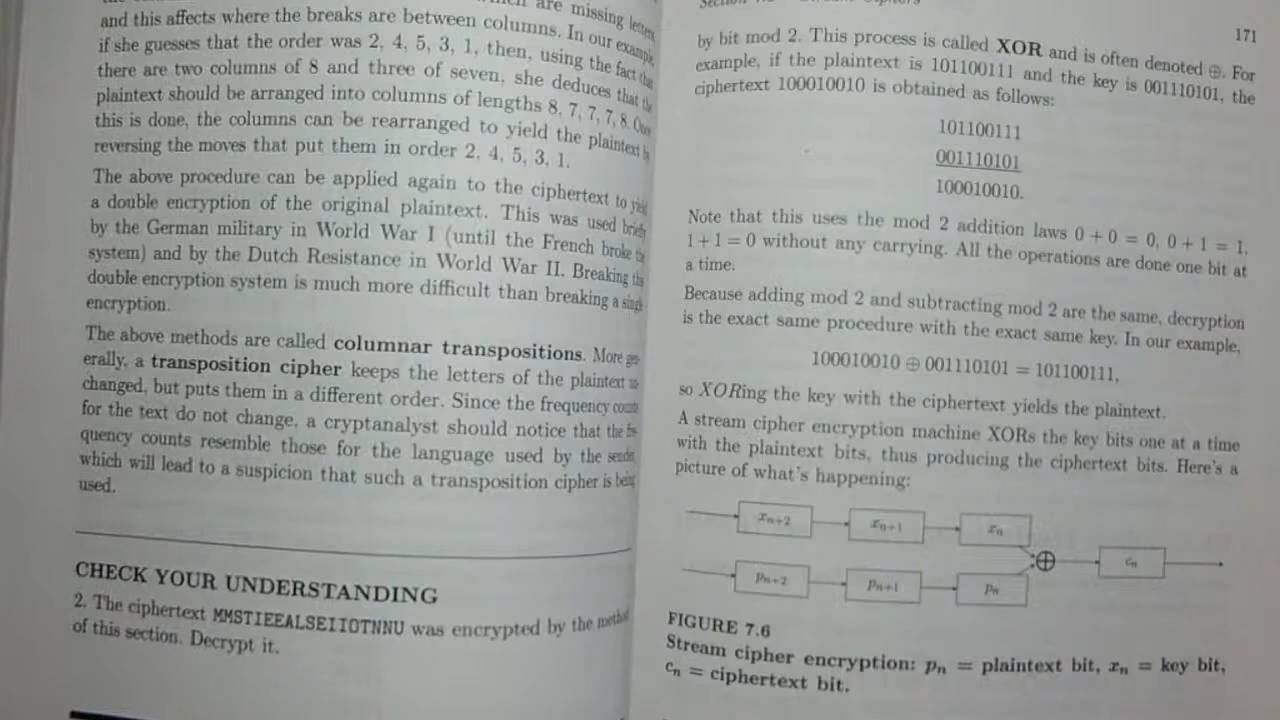 are missing letters
and this affects where the breaks are between columns. In our example,
if she guesses that the order was 2, 4, 5, 3, 1, then, using the fact that
there are two columns of 8 and three of seven, she deduces that the
plaintext should be arranged into columns of lengths 8, 7, 7, 7, 8. Once
this is done, the columns can be rearranged to yield the plaintext by
reversing the moves that put them in order 2, 4, 5, 3, 1.
The above procedure can be applied again to the ciphertext to yield
a double encryption of the original plaintext. This was used briefly
by the German military in World War I (until the French broke the
system) and by the Dutch Resistance in World War II. Breaking this
double encryption system is much more difficult than breaking a single
encryption.
The above methods are called columnar transpositions. More gen-
erally, a transposition cipher keeps the letters of the plaintext un-
changed, but puts them in a different order. Since the frequency counts
for the text do not change, a cryptanalyst should notice that the fre-
quency counts resemble those for the language used by the sender,
which will lead to a suspicion that such a transposition cipher is being
used.
CHECK YOUR UNDERSTANDING
2. The ciphertext MMSTIEEALSEIIOTNNU was encrypted by the method
of this section. Decrypt it.
171
by bit mod 2. This process is called XOR and is often denoted ⊕. For
example, if the plaintext is 101100111 and the key is 001110101, the
ciphertext 100010010 is obtained as follows:
101100111
001110101
100010010.
Note that this uses the mod 2 addition laws 0 + 0 = 0, 0 + 1 = 1,
1 + 1 = 0 without any carrying. All the operations are done one bit at
a time.
Because adding mod 2 and subtracting mod 2 are the same, decryption
is the exact same procedure with the exact same key. In our example,
100010010 ⊕ 001110101 = 101100111,
so XORing the key with the ciphertext yields the plaintext.
A stream cipher encryption machine XORs the key bits one at a time
with the plaintext bits, thus producing the ciphertext bits. Here's a
picture of what's happening:
xn+2 xn+1 xn
⊕ cn
pn+2 pn+1 pn
FIGURE 7.6
Stream cipher encryption: pn = plaintext bit, xn = key bit,
cn = ciphertext bit.